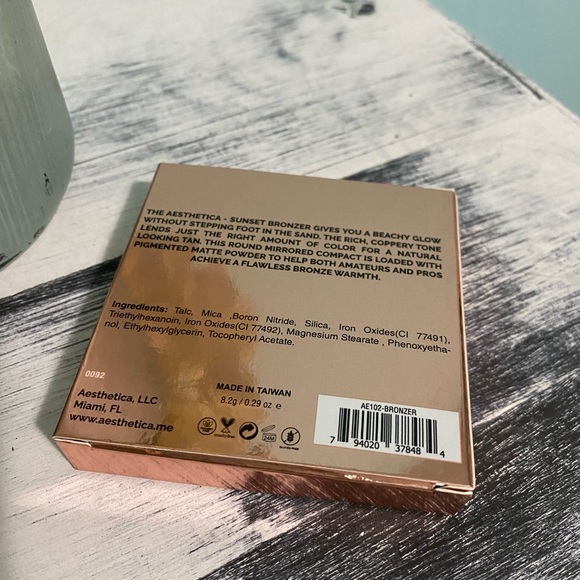 THE AESTHETICA - SUNSET BRONZER GIVES YOU A BEACHY GLOW
WITHOUT STEPPING FOOT IN THE SAND. THE RICH, COPPERY TONE
LENDS JUST THE RIGHT AMOUNT OF COLOR FOR A NATURAL
LOOKING TAN. THIS ROUND MIRRORED COMPACT IS LOADED WITH
PIGMENTED MATTE POWDER TO HELP BOTH AMATEURS AND PROS
ACHIEVE A FLAWLESS BRONZE WARMTH.
Ingredients: Talc, Mica ,Boron Nitride, Silica, Iron Oxides(CI 77491),
Triethylhexanoin, Iron Oxides(CI 77492), Magnesium Stearate , Phenoxyetha-
nol, Ethylhexylglycerin, Tocopheryl Acetate.
0092
Aesthetica, LLC
Miami, FL
www.aesthetica.me
MADE IN TAIWAN
8.2g / 0.29 oz e
24M
AE102-BRONZER
7 94020 37848 4